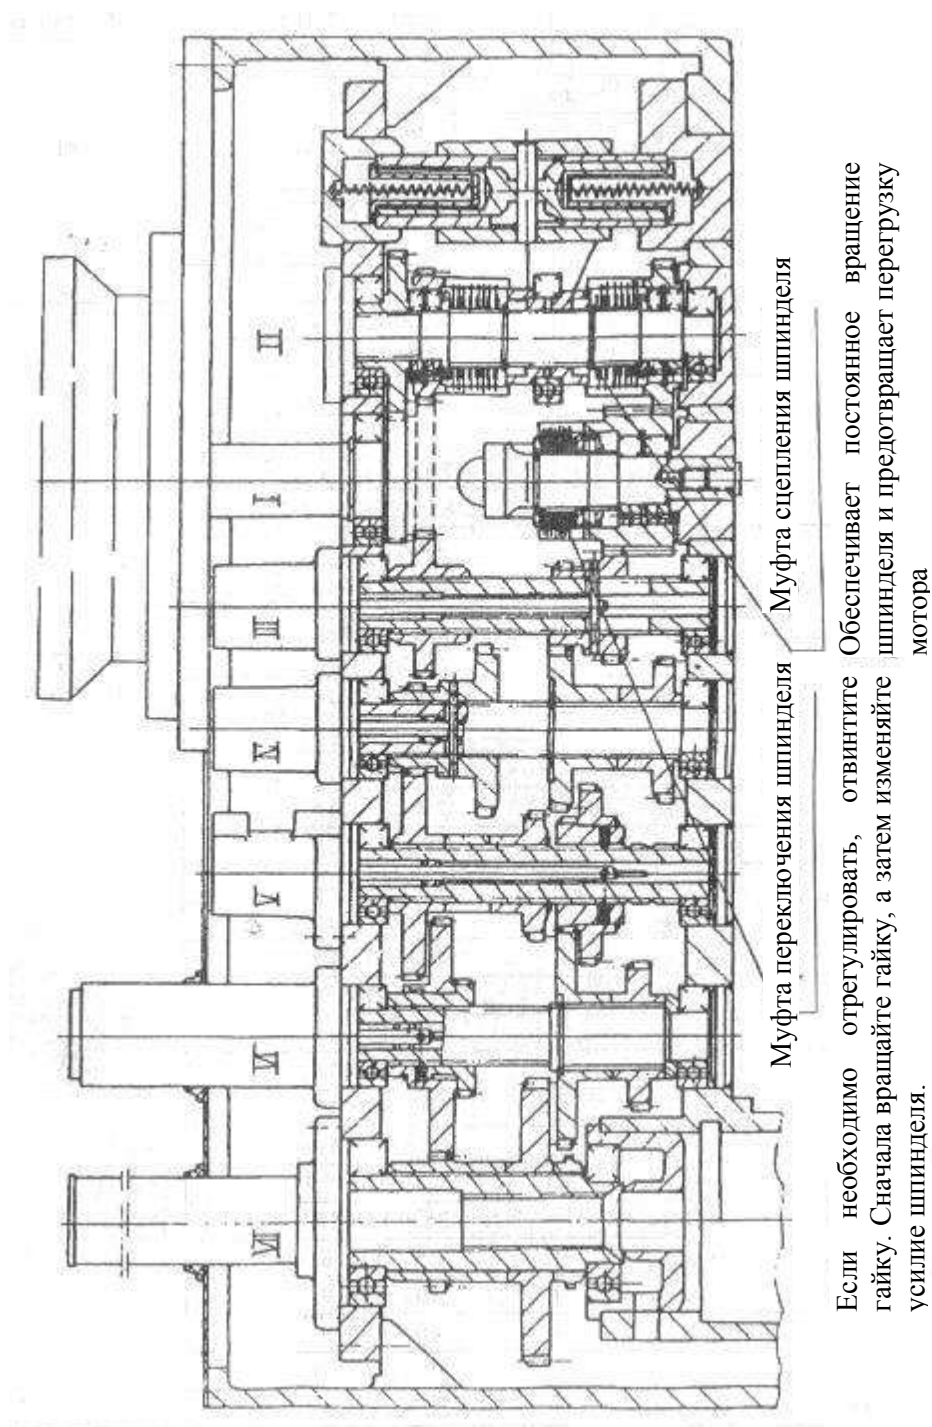 VII VI V IV III I II
Муфта переключения шпинделя
Муфта сцепления шпинделя
Если необходимо отрегулировать, отвинтите
гайку. Сначала вращайте гайку, а затем изменяйте
усилие шпинделя.
Обеспечивает постоянное вращение
шпинделя и предотвращает перегрузку
мотора